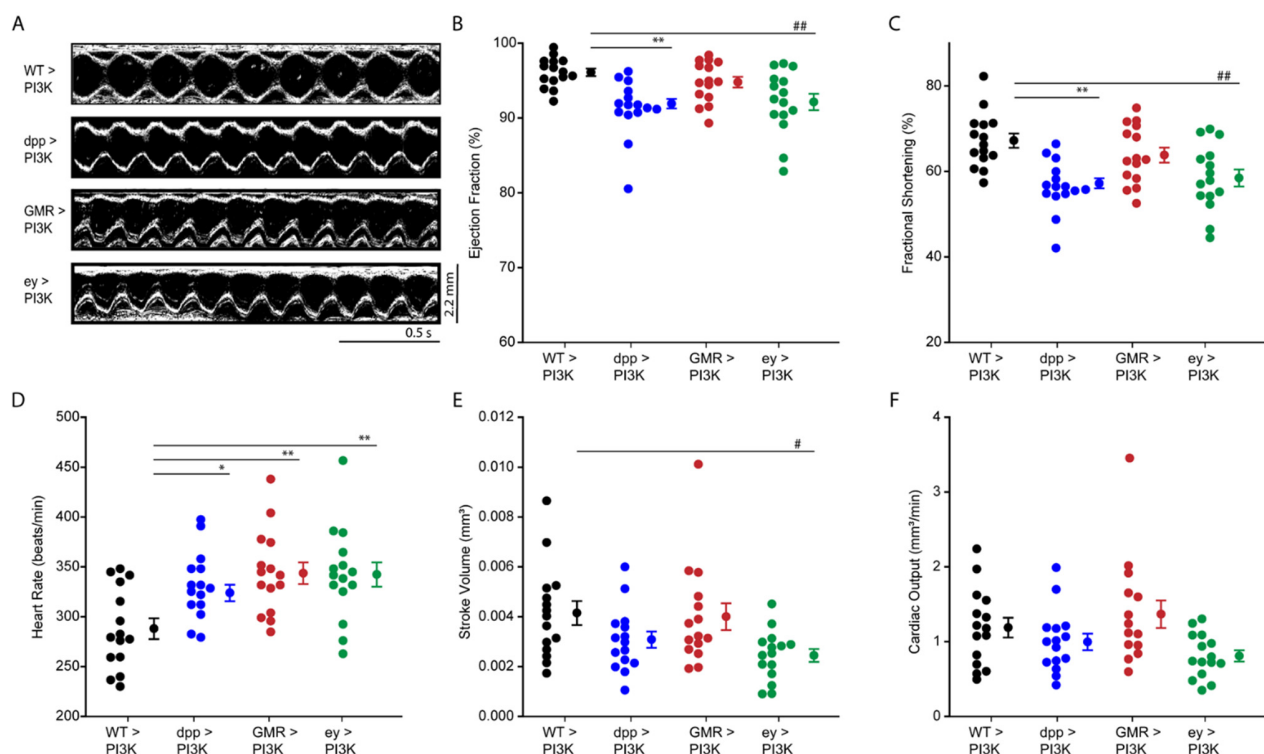 A
WT >
PI3K
dpp >
PI3K
GMR >
PI3K
ey >
PI3K
2.2 mm
0.5 s
B
Ejection Fraction (%)
100
90
80
70
60
**
##
WT >
PI3K
dpp >
PI3K
GMR >
PI3K
ey >
PI3K
C
Fractional Shortening (%)
80
60
40
20
**
##
WT >
PI3K
dpp >
PI3K
GMR >
PI3K
ey >
PI3K
D
Heart Rate (beats/min)
500
450
400
350
300
250
200
**
**
*
WT >
PI3K
dpp >
PI3K
GMR >
PI3K
ey >
PI3K
E
Stroke Volume (mm³)
0.012
0.010
0.008
0.006
0.004
0.002
0.000
#
WT >
PI3K
dpp >
PI3K
GMR >
PI3K
ey >
PI3K
F
Cardiac Output (mm³/min)
4
3
2
1
0
WT >
PI3K
dpp >
PI3K
GMR >
PI3K
ey >
PI3K